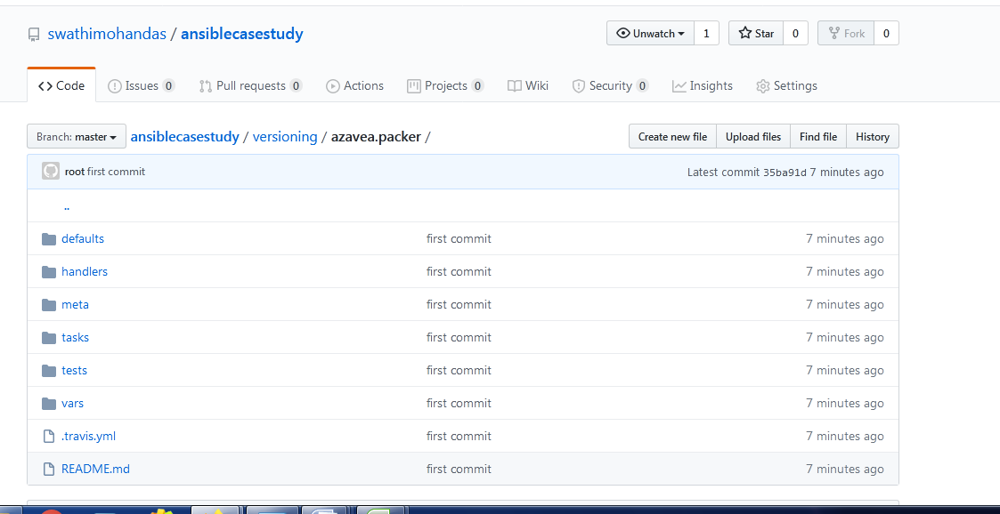 swathimohandas / ansiblecasestudy
Unwatch 1 Star 0 Fork 0
Code Issues 0 Pull requests 0 Actions Projects 0 Wiki Security 0 Insights Settings
Branch: master ansiblecasestudy / versioning / azavea.packer / Create new file Upload files Find file History
root first commit Latest commit 35ba91d 7 minutes ago
..
defaults first commit 7 minutes ago
handlers first commit 7 minutes ago
meta first commit 7 minutes ago
tasks first commit 7 minutes ago
tests first commit 7 minutes ago
vars first commit 7 minutes ago
.travis.yml first commit 7 minutes ago
README.md first commit 7 minutes ago